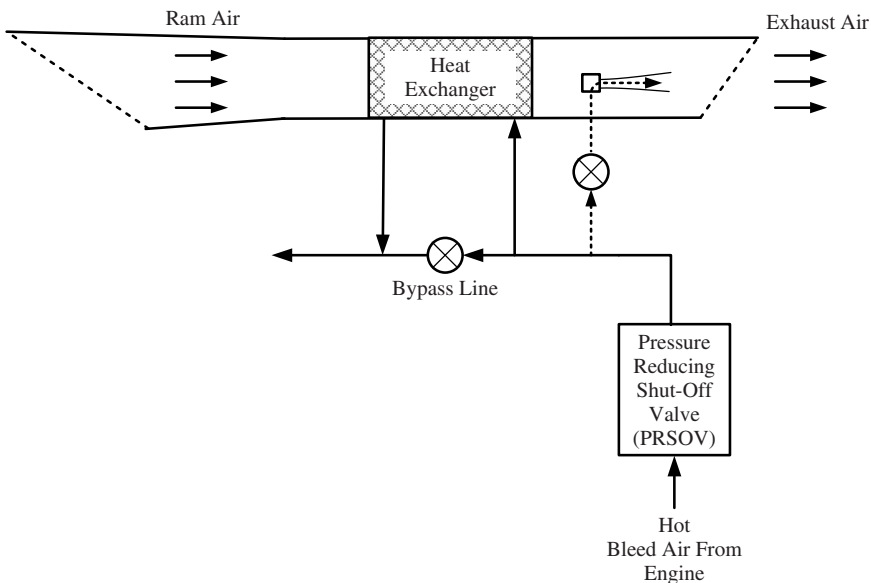 Ram Air
Exhaust Air
Heat
Exchanger
Bypass Line
Pressure
Reducing
Shut-Off
Valve
(PRSOV)
Hot
Bleed Air From
Engine